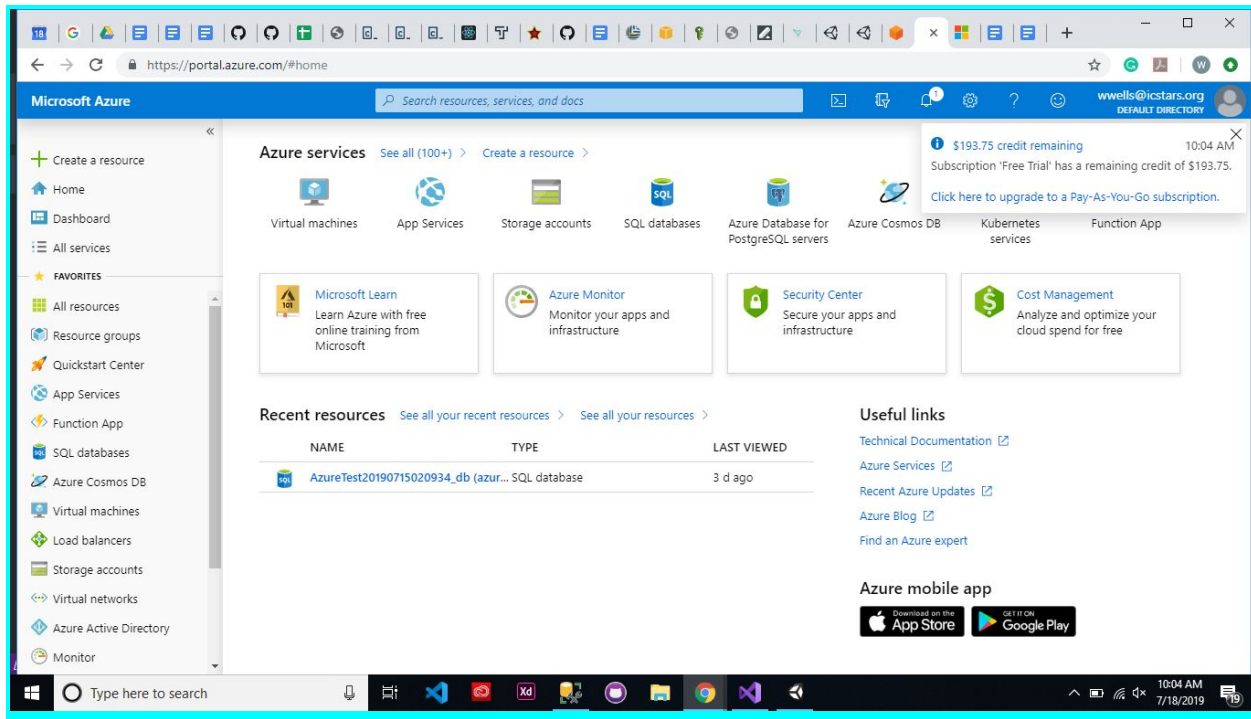 18
https://portal.azure.com/#home
W
Microsoft Azure
Search resources, services, and docs
1
wwells@icstars.org
DEFAULT DIRECTORY
Create a resource
Home
Dashboard
All services
FAVORITES
All resources
Resource groups
Quickstart Center
App Services
Function App
SQL databases
Azure Cosmos DB
Virtual machines
Load balancers
Storage accounts
Virtual networks
Azure Active Directory
Monitor
Azure services See all (100+) > Create a resource >
$193.75 credit remaining 10:04 AM
Subscription 'Free Trial' has a remaining credit of $193.75.
Click here to upgrade to a Pay-As-You-Go subscription.
SQL
Virtual machines
App Services
Storage accounts
SQL databases
Azure Database for
PostgreSQL servers
Azure Cosmos DB
Kubernetes
services
Function App
101
Microsoft Learn
Learn Azure with free
online training from
Microsoft
Azure Monitor
Monitor your apps and
infrastructure
Security Center
Secure your apps and
infrastructure
Cost Management
Analyze and optimize your
cloud spend for free
Recent resources See all your recent resources > See all your resources >
NAME TYPE LAST VIEWED
AzureTest20190715020934_db (azur... SQL database 3 d ago
Useful links
Technical Documentation
Azure Services
Recent Azure Updates
Azure Blog
Find an Azure expert
Azure mobile app
Download on the
App Store
GET IT ON
Google Play
Type here to search
Xd
10:04 AM
7/18/2019
19